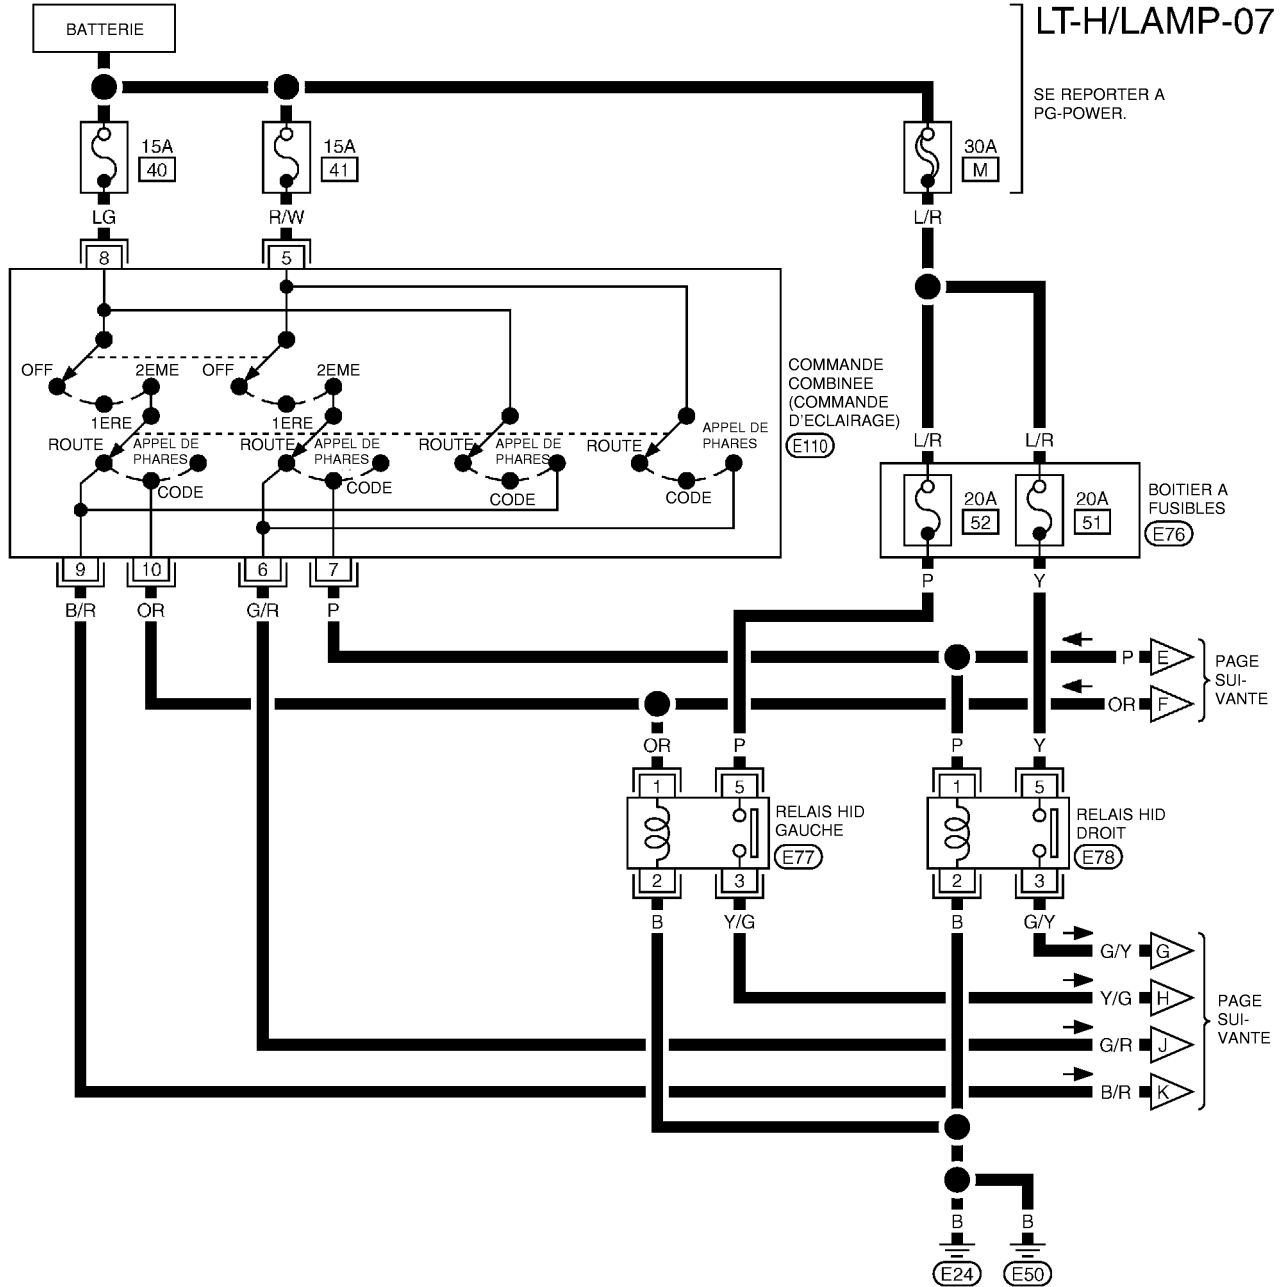 BATTERIE
LT-H/LAMP-07
SE REPORTER A
PG-POWER.
15A
40
15A
41
30A
M
LG
R/W
L/R
8
5
OFF
2EME
1ERE
OFF
2EME
1ERE
ROUTE
APPEL DE
PHARES
CODE
ROUTE
APPEL DE
PHARES
CODE
ROUTE
APPEL DE
PHARES
CODE
ROUTE
APPEL DE
PHARES
CODE
COMMANDE
COMBINEE
(COMMANDE
D'ECLAIRAGE)
E110
L/R
L/R
20A
52
20A
51
BOITIER A
FUSIBLES
E76
9
10
6
7
B/R
OR
G/R
P
P
Y
P
E
OR
F
PAGE
SUI-
VANTE
OR
P
P
Y
1
5
1
5
RELAIS HID
GAUCHE
E77
RELAIS HID
DROIT
E78
2
3
2
3
B
Y/G
B
G/Y
G/Y
G
Y/G
H
G/R
J
B/R
K
PAGE
SUI-
VANTE
B
B
E24
E50